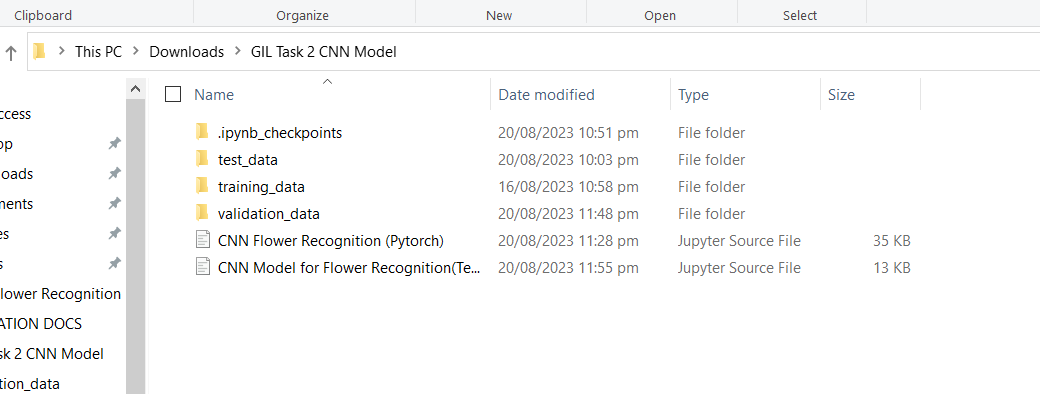 Clipboard Organize New Open Select
This PC > Downloads > GIL Task 2 CNN Model
Name Date modified Type Size
ccess
op
oads
ments
es
s
lower Recognition
ATION DOCS
sk 2 CNN Model
tion_data
.ipynb_checkpoints 20/08/2023 10:51 pm File folder
test_data 20/08/2023 10:03 pm File folder
training_data 16/08/2023 10:58 pm File folder
validation_data 20/08/2023 11:48 pm File folder
CNN Flower Recognition (Pytorch) 20/08/2023 11:28 pm Jupyter Source File 35 KB
CNN Model for Flower Recognition(Te... 20/08/2023 11:55 pm Jupyter Source File 13 KB